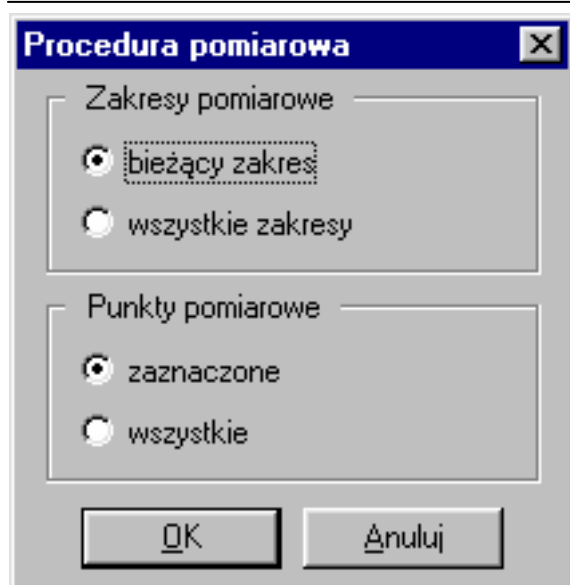 Procedura pomiarowa
Zakresy pomiarowe
bieżący zakres
wszystkie zakresy
Punkty pomiarowe
zaznaczone
wszystkie
OK
Anuluj